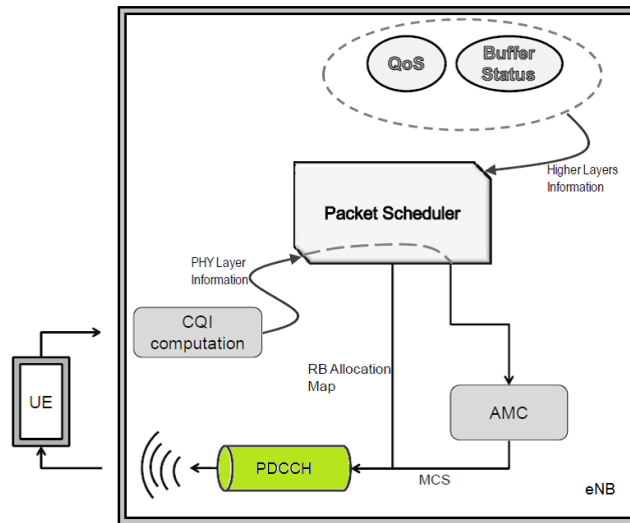 QoS
Buffer
Status
Higher Layers
Information
Packet Scheduler
PHY Layer
Information
CQI
computation
UE
RB Allocation
Map
AMC
PDCCH
MCS
eNB